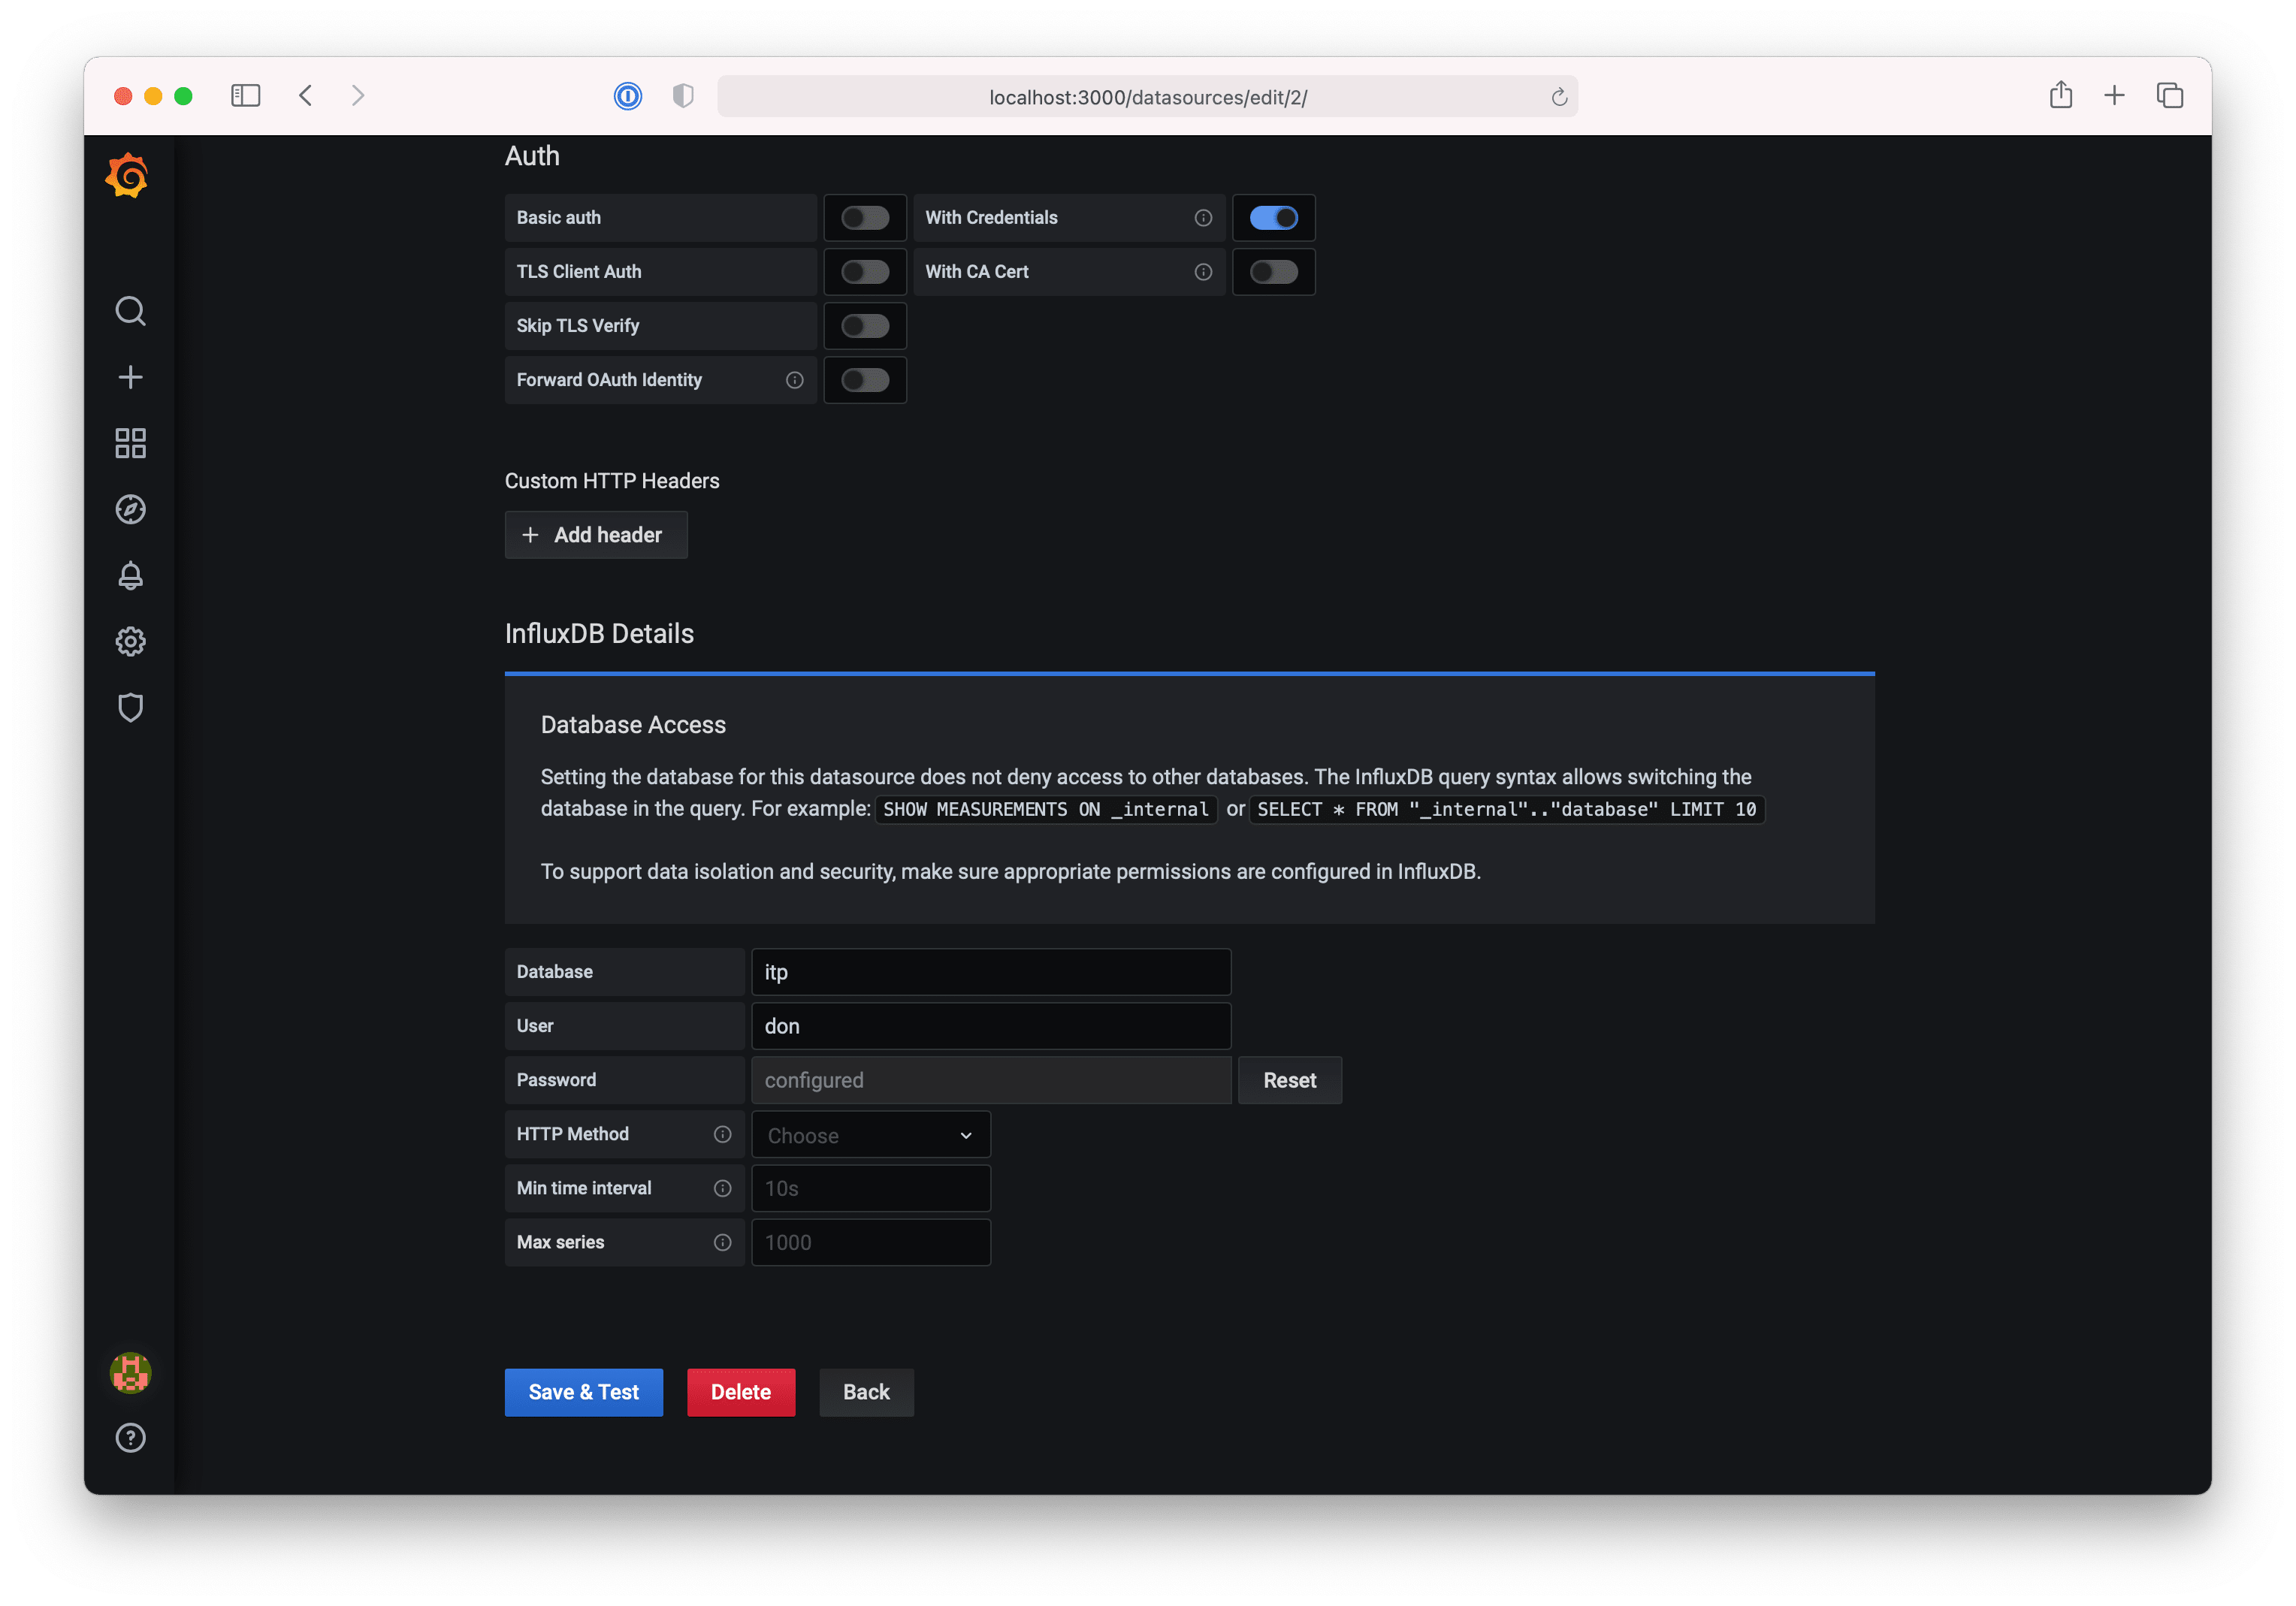 localhost:3000/datasources/edit/2/
Auth
Basic auth
With Credentials
TLS Client Auth
With CA Cert
Skip TLS Verify
Forward OAuth Identity
Custom HTTP Headers
Add header
InfluxDB Details
Database Access
Setting the database for this datasource does not deny access to other databases. The InfluxDB query syntax allows switching the
database in the query. For example: SHOW MEASUREMENTS ON _internal or SELECT * FROM "_internal".."database" LIMIT 10
To support data isolation and security, make sure appropriate permissions are configured in InfluxDB.
Database itp
User don
Password configured Reset
HTTP Method Choose
Min time interval 10s
Max series 1000
Save & Test Delete Back